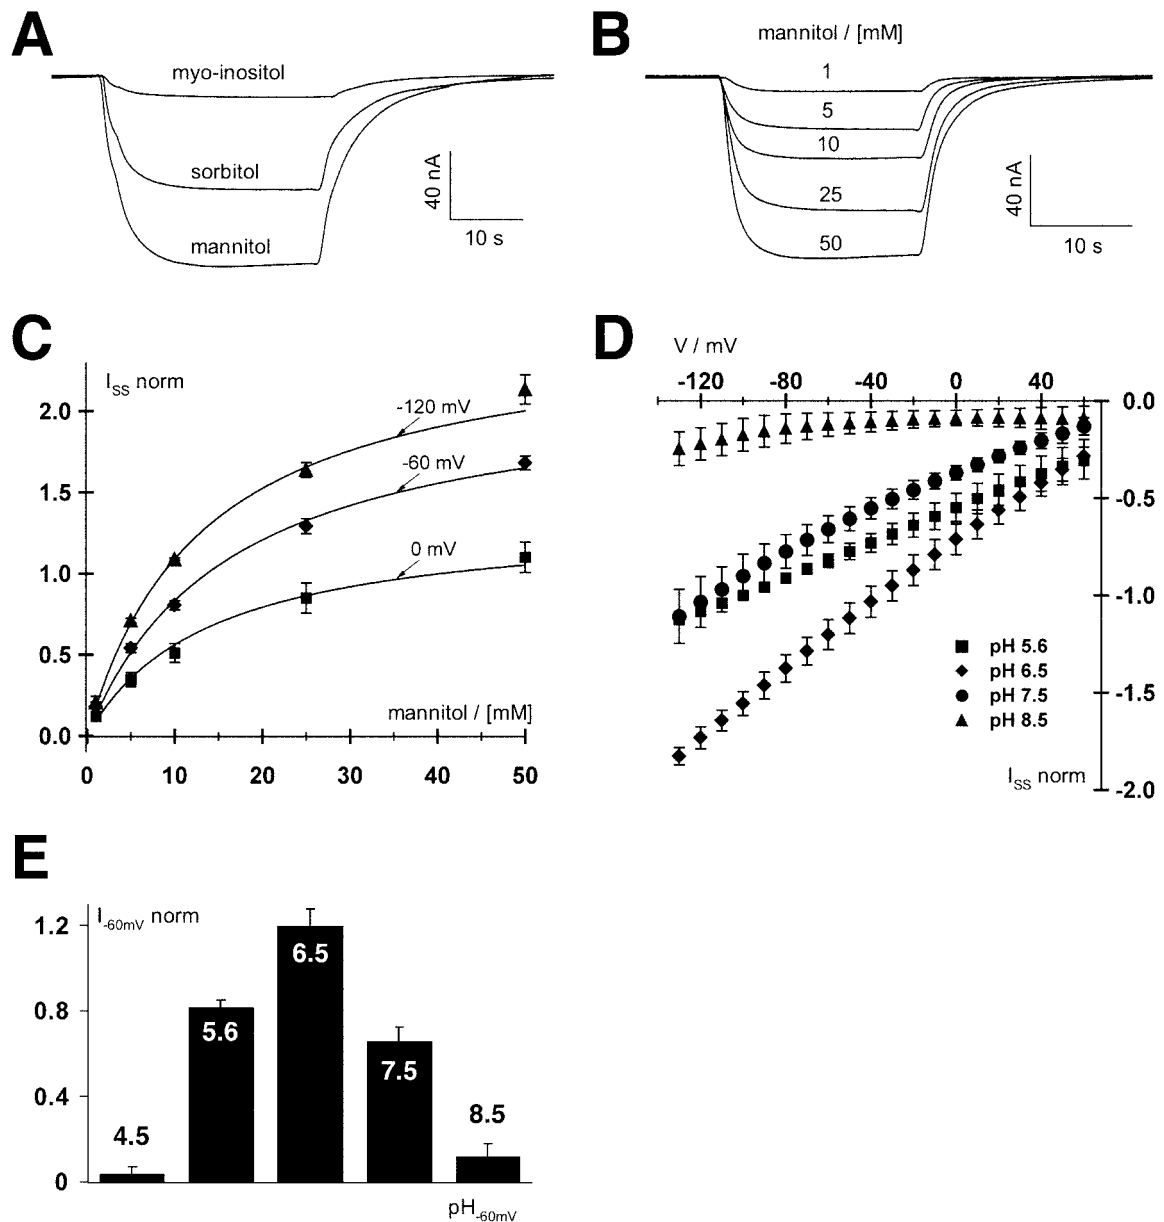 A
myo-inositol
sorbitol
mannitol
40 nA
10 s
B
mannitol / [mM]
1
5
10
25
50
40 nA
10 s
C
I_SS norm
2.0
1.5
1.0
0.5
0.0
-120 mV
-60 mV
0 mV
mannitol / [mM]
0 10 20 30 40 50
D
V / mV
-120 -80 -40 0 40
0.0
-0.5
-1.0
-1.5
-2.0
pH 5.6
pH 6.5
pH 7.5
pH 8.5
I_SS norm
E
I_-60mV norm
1.2
0.8
0.4
0
4.5
5.6
6.5
7.5
8.5
pH_-60mV